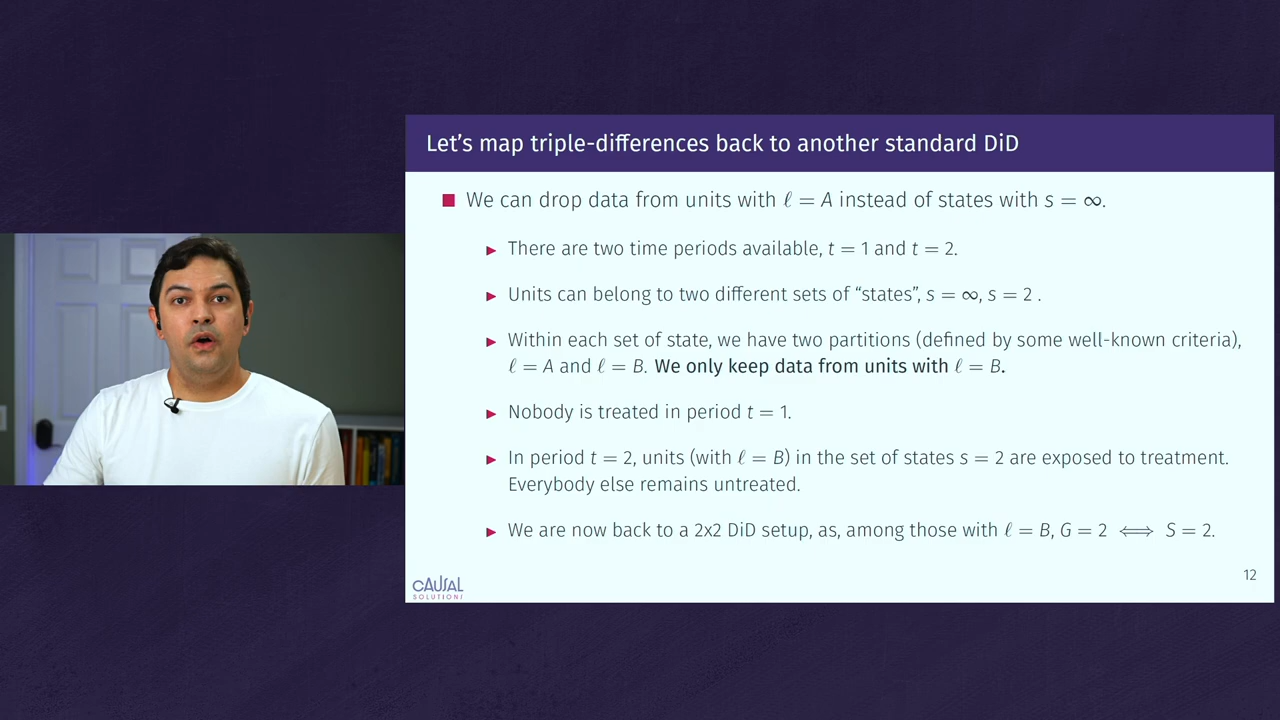 Let's map triple-differences back to another standard DiD
We can drop data from units with ℓ = A instead of states with s = ∞.
There are two time periods available, t = 1 and t = 2.
Units can belong to two different sets of “states”, s = ∞, s = 2 .
Within each set of state, we have two partitions (defined by some well-known criteria),
ℓ = A and ℓ = B. We only keep data from units with ℓ = B.
Nobody is treated in period t = 1.
In period t = 2, units (with ℓ = B) in the set of states s = 2 are exposed to treatment.
Everybody else remains untreated.
We are now back to a 2x2 DiD setup, as, among those with ℓ = B, G = 2 ⟺ S = 2.
12
CAUSAL
SOLUTIONS